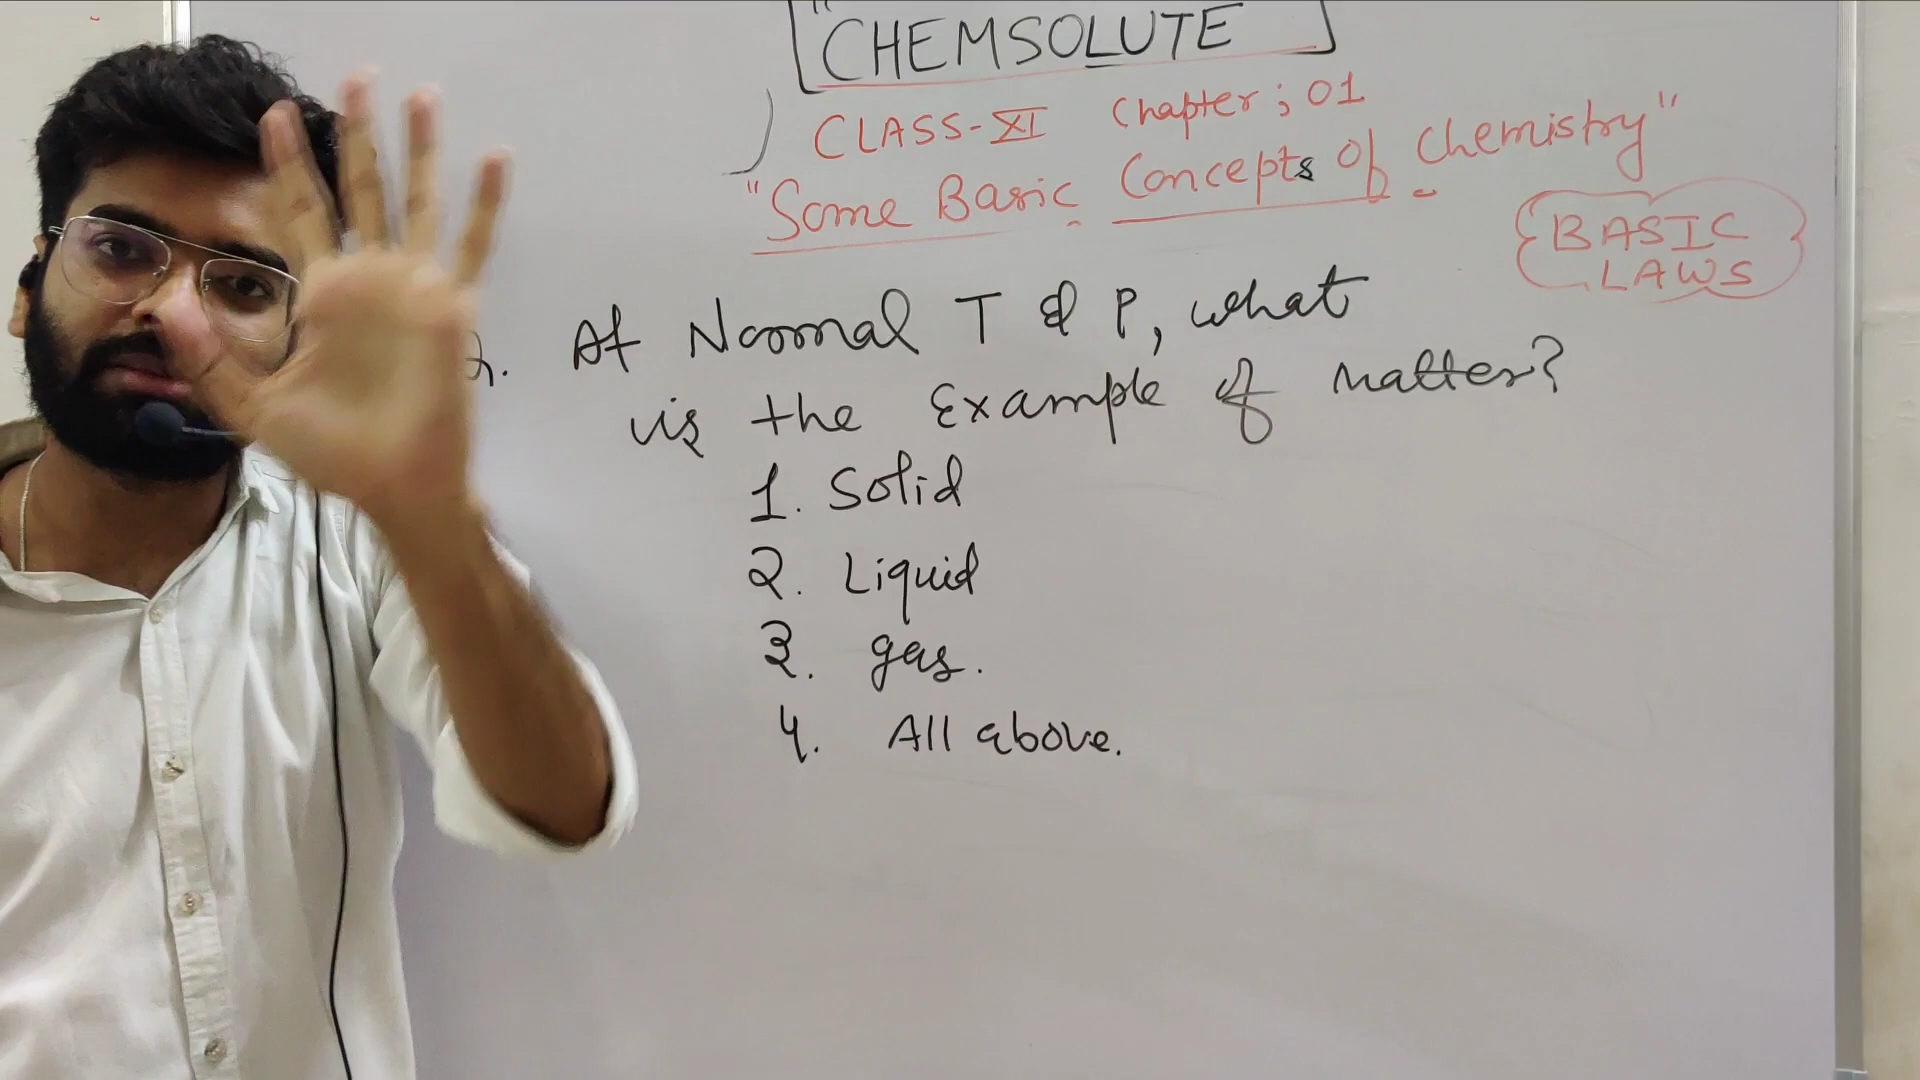 "CHEMSOLUTE
CLASS-XI Chapter; 01
"Some Basic Concepts Of Chemistry"
BASIC
LAWS
2. At Normal T & P, what
is the Example of matter?
1. Solid
2. Liquid
3. gas.
4. All above.